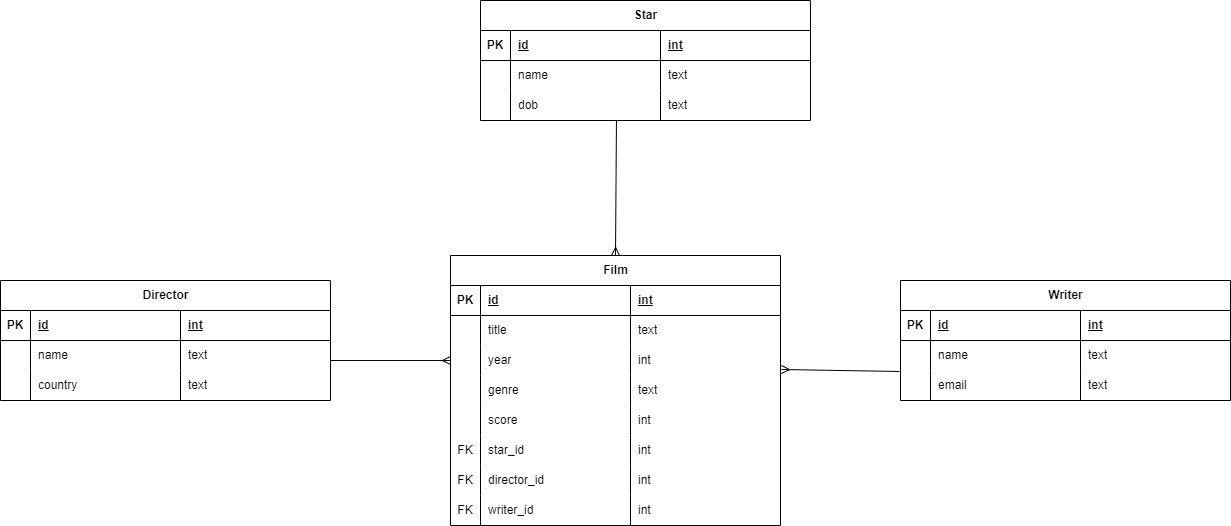 Star
PK id int
name text
dob text
Film
PK id int
title text
year int
genre text
score int
FK star_id int
FK director_id int
FK writer_id int
Director
PK id int
name text
country text
Writer
PK id int
name text
email text